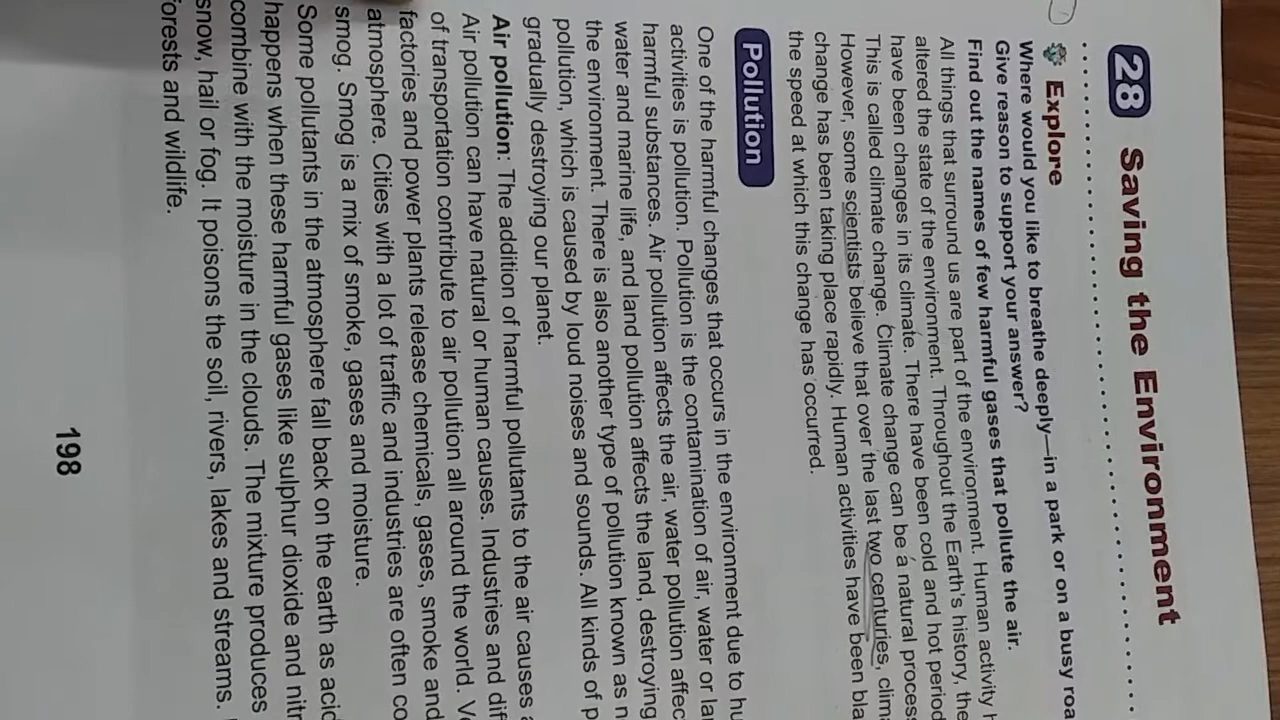 28 Saving the Environment
Explore
Where would you like to breathe deeply—in a park or on a busy
Give reason to support your answer?
Find out the names of few harmful gases that pollute the air.
All things that surround us are part of the environment. Human activity
altered the state of the environment. Throughout the Earth's history,
have been changes in its climate. There have been cold and hot
This is called climate change. Climate change can be a natural
However, some scientists believe that over the last two centuries,
change has been taking place rapidly. Human activities have been
the speed at which this change has occurred.
Pollution
One of the harmful changes that occurs in the environment due to
activities is pollution. Pollution is the contamination of air, water or
harmful substances. Air pollution affects the air, water pollution
water and marine life, and land pollution affects the land, destroying
the environment. There is also another type of pollution known as
pollution, which is caused by loud noises and sounds. All kinds of
gradually destroying our planet.
Air pollution: The addition of harmful pollutants to the air causes
Air pollution can have natural or human causes. Industries and
of transportation contribute to air pollution all around the world.
factories and power plants release chemicals, gases, smoke and
atmosphere. Cities with a lot of traffic and industries are often
smog. Smog is a mix of smoke, gases and moisture.
Some pollutants in the atmosphere fall back on the earth as
happens when these harmful gases like sulphur dioxide and
combine with the moisture in the clouds. The mixture produces
snow, hail or fog. It poisons the soil, rivers, lakes and streams.
forests and wildlife.
198